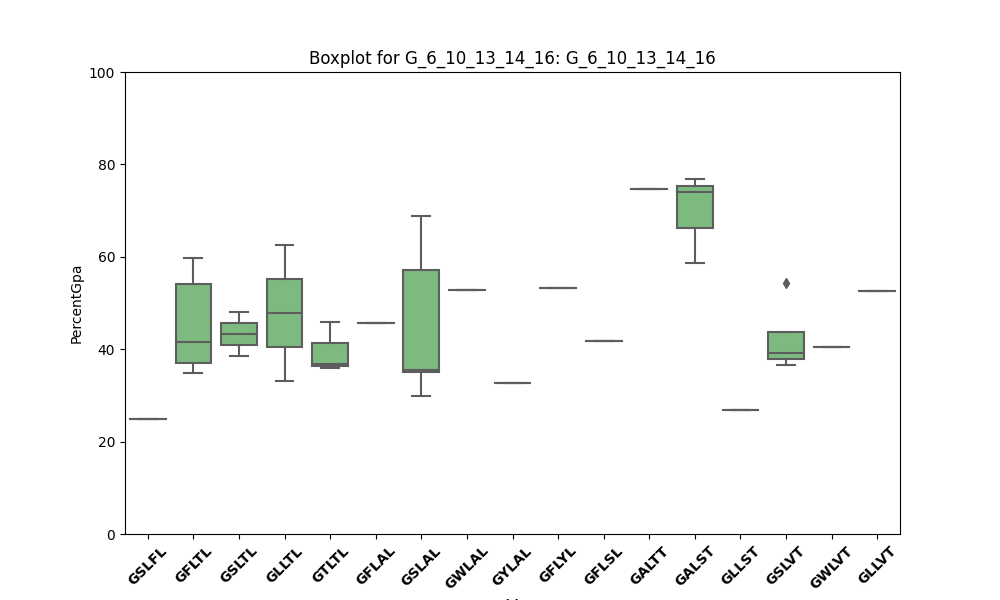 Boxplot for G_6_10_13_14_16: G_6_10_13_14_16
100
80
60
40
20
0
PercentGpa
GSLFL
GFLTL
GSLTL
GLLTL
GTLTL
GFLAL
GSLAL
GWLAL
GYLAL
GFLYL
GFLSL
GALTT
GALST
GLLST
GSLVT
GWLVT
GLLVT